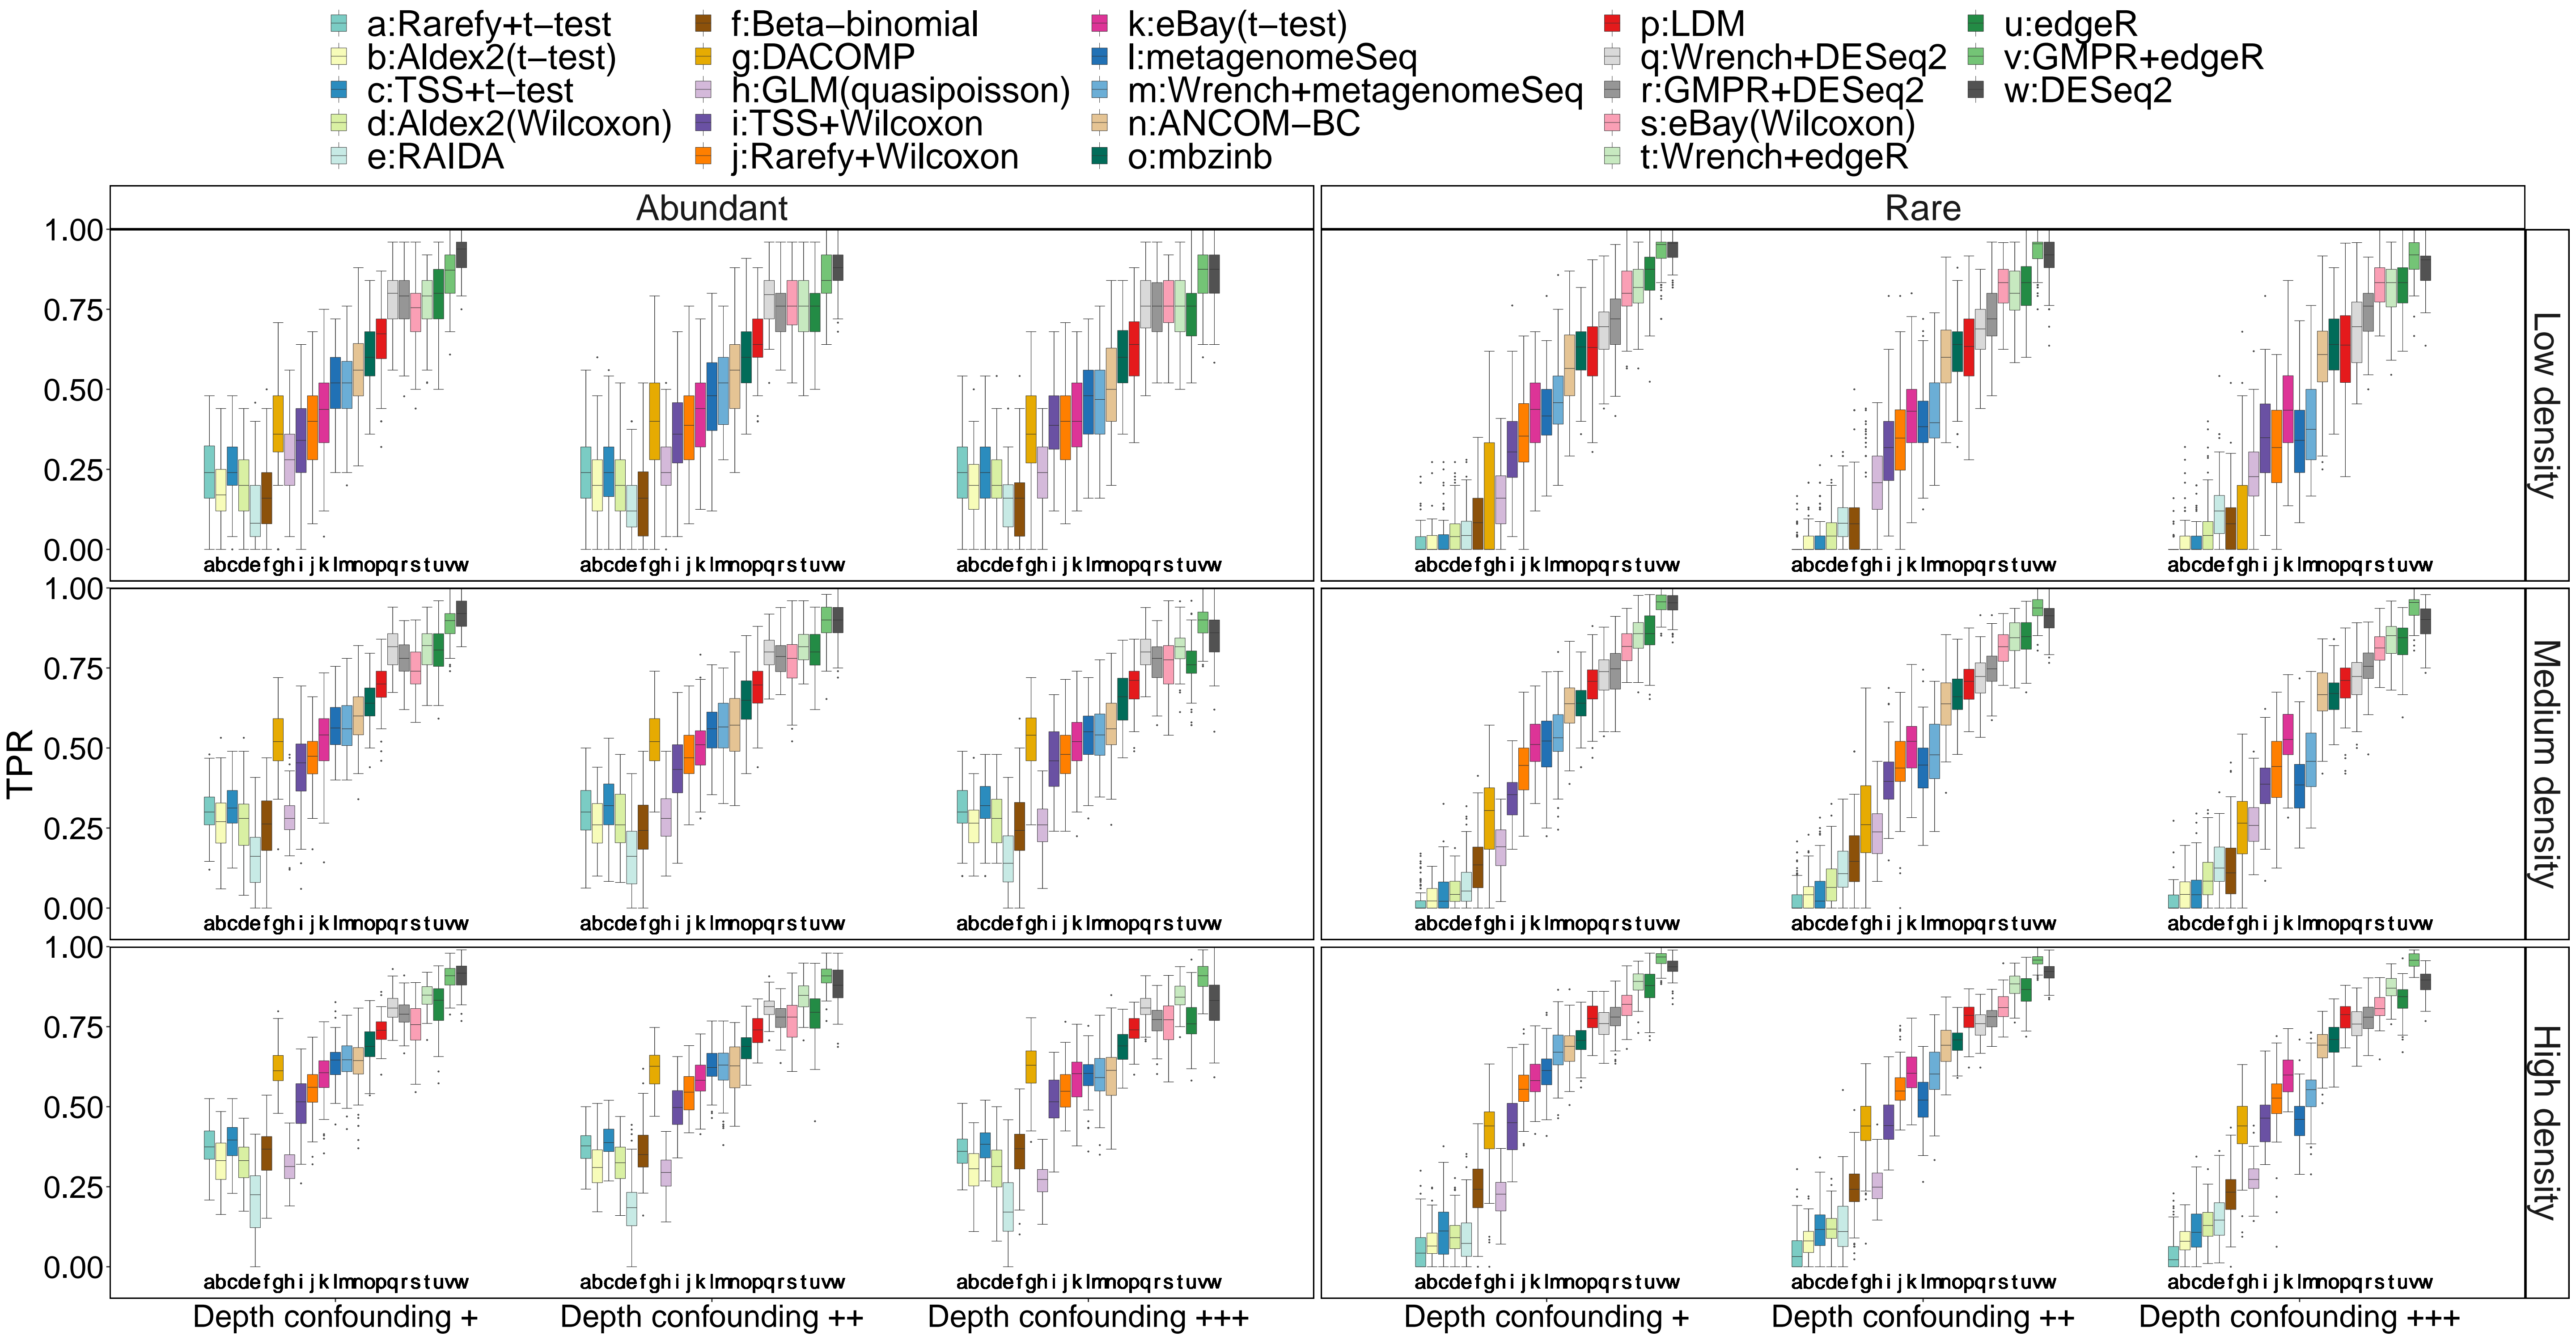 a:Rarefy+t−test f:Beta−binomial k:eBay(t−test) p:LDM u:edgeR
b:Aldex2(t−test) g:DACOMP l:metagenomeSeq q:Wrench+DESeq2 v:GMPR+edgeR
c:TSS+t−test h:GLM(quasipoisson) m:Wrench+metagenomeSeq r:GMPR+DESeq2 w:DESeq2
d:Aldex2(Wilcoxon) i:TSS+Wilcoxon n:ANCOM−BC s:eBay(Wilcoxon)
e:RAIDA j:Rarefy+Wilcoxon o:mbzinb t:Wrench+edgeR
Abundant Rare
1.00
0.75
0.50
0.25
0.00
abcdefghijklmnopqrstuvw abcdefghijklmnopqrstuvw abcdefghijklmnopqrstuvw abcdefghijklmnopqrstuvw abcdefghijklmnopqrstuvw abcdefghijklmnopqrstuvw
Low density
1.00
0.75
0.50
0.25
0.00
abcdefghijklmnopqrstuvw abcdefghijklmnopqrstuvw abcdefghijklmnopqrstuvw abcdefghijklmnopqrstuvw abcdefghijklmnopqrstuvw abcdefghijklmnopqrstuvw
Medium density
TPR
1.00
0.75
0.50
0.25
0.00
abcdefghijklmnopqrstuvw abcdefghijklmnopqrstuvw abcdefghijklmnopqrstuvw abcdefghijklmnopqrstuvw abcdefghijklmnopqrstuvw abcdefghijklmnopqrstuvw
High density
Depth confounding + Depth confounding ++ Depth confounding +++ Depth confounding + Depth confounding ++ Depth confounding +++